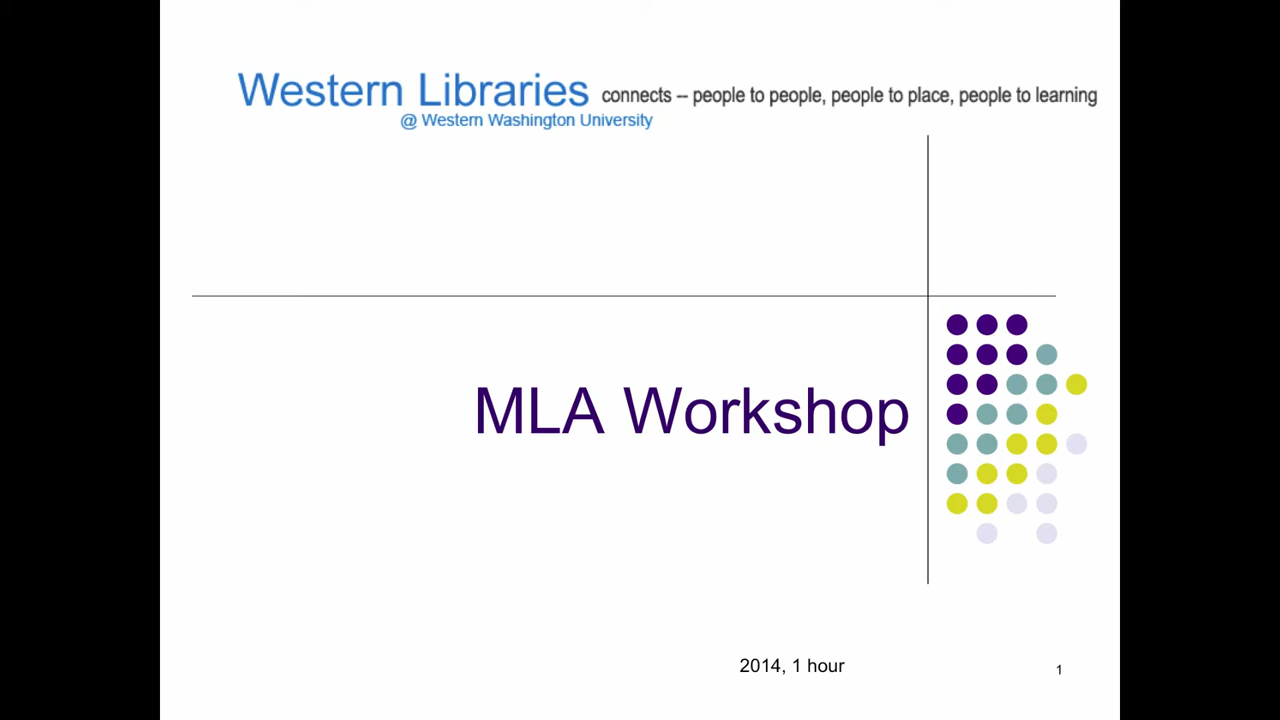 Western Libraries connects -- people to people, people to place, people to learning
@ Western Washington University
MLA Workshop
2014, 1 hour
1